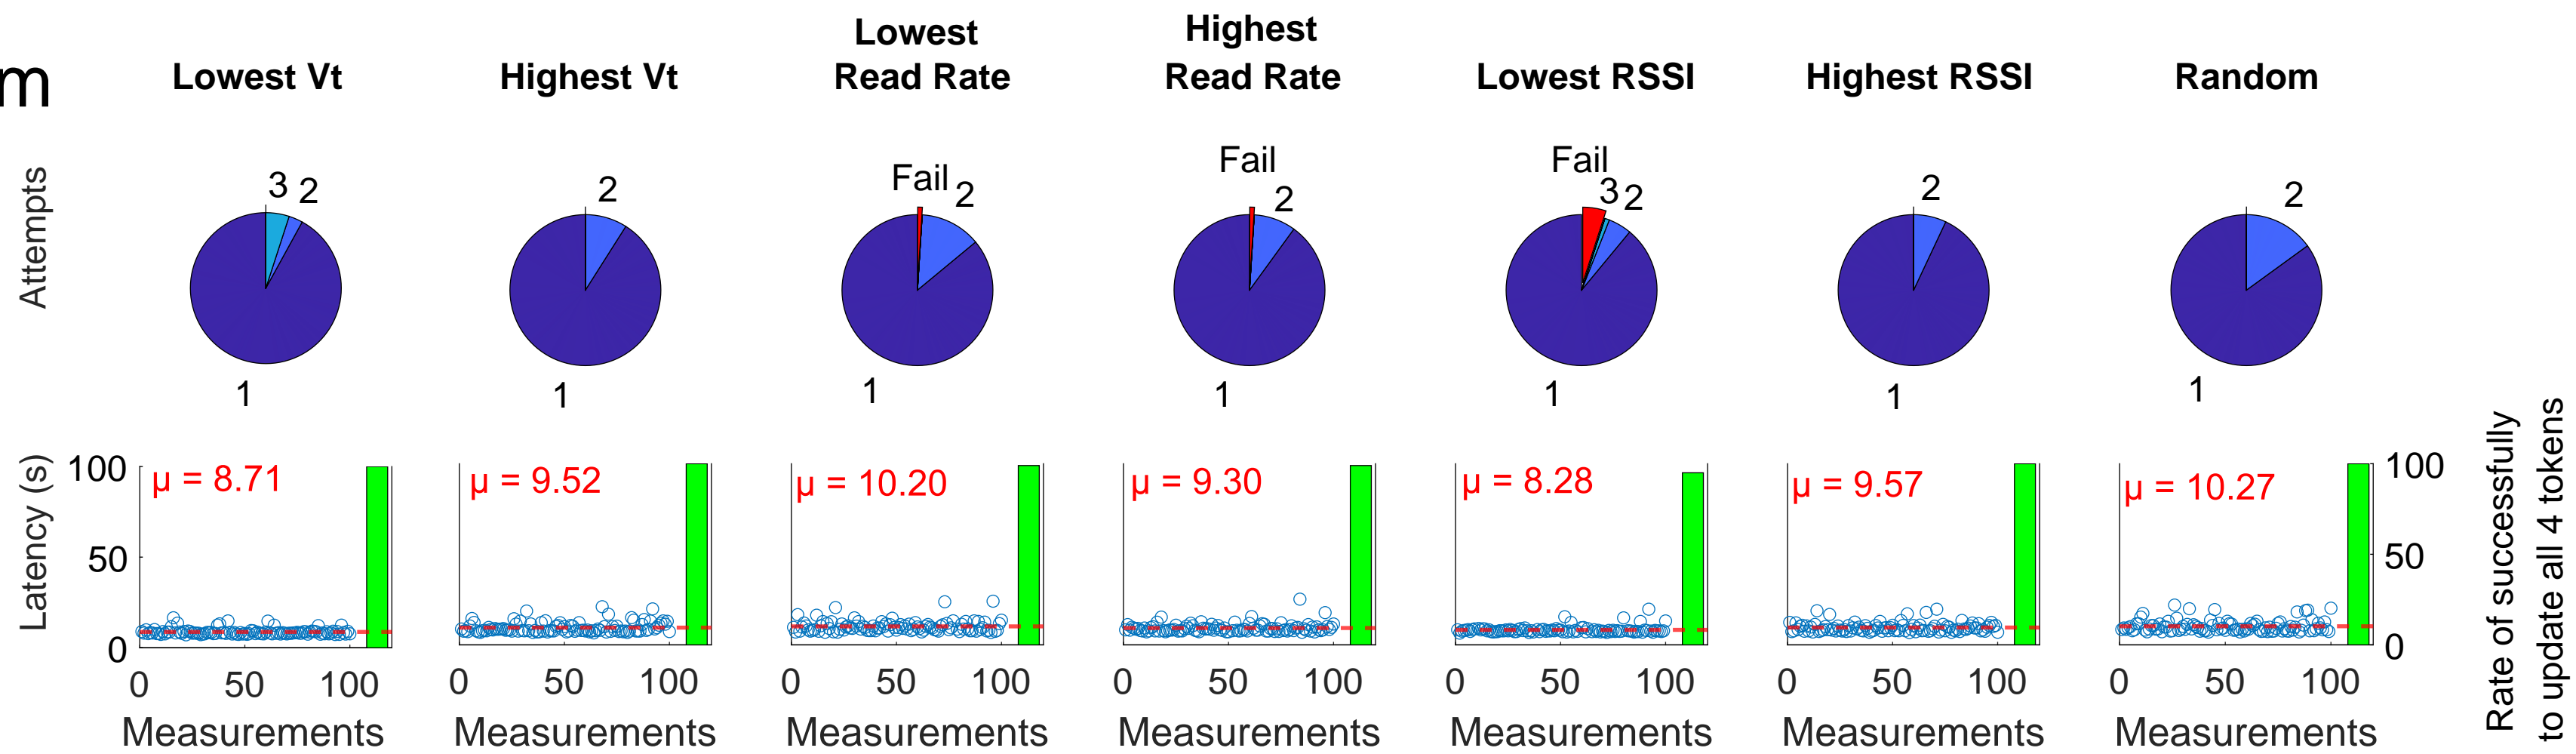 m
Lowest Vt
Highest Vt
Lowest
Read Rate
Highest
Read Rate
Lowest RSSI
Highest RSSI
Random
Attempts
3 2
1
2
1
Fail 2
1
Fail
2
1
Fail
3 2
1
2
1
2
1
Latency (s)
100
50
0
μ = 8.71
μ = 9.52
μ = 10.20
μ = 9.30
μ = 8.28
μ = 9.57
μ = 10.27
100
50
0
Rate of successfully
to update all 4 tokens
0 50 100
0 50 100
0 50 100
0 50 100
0 50 100
0 50 100
0 50 100
Measurements
Measurements
Measurements
Measurements
Measurements
Measurements
Measurements